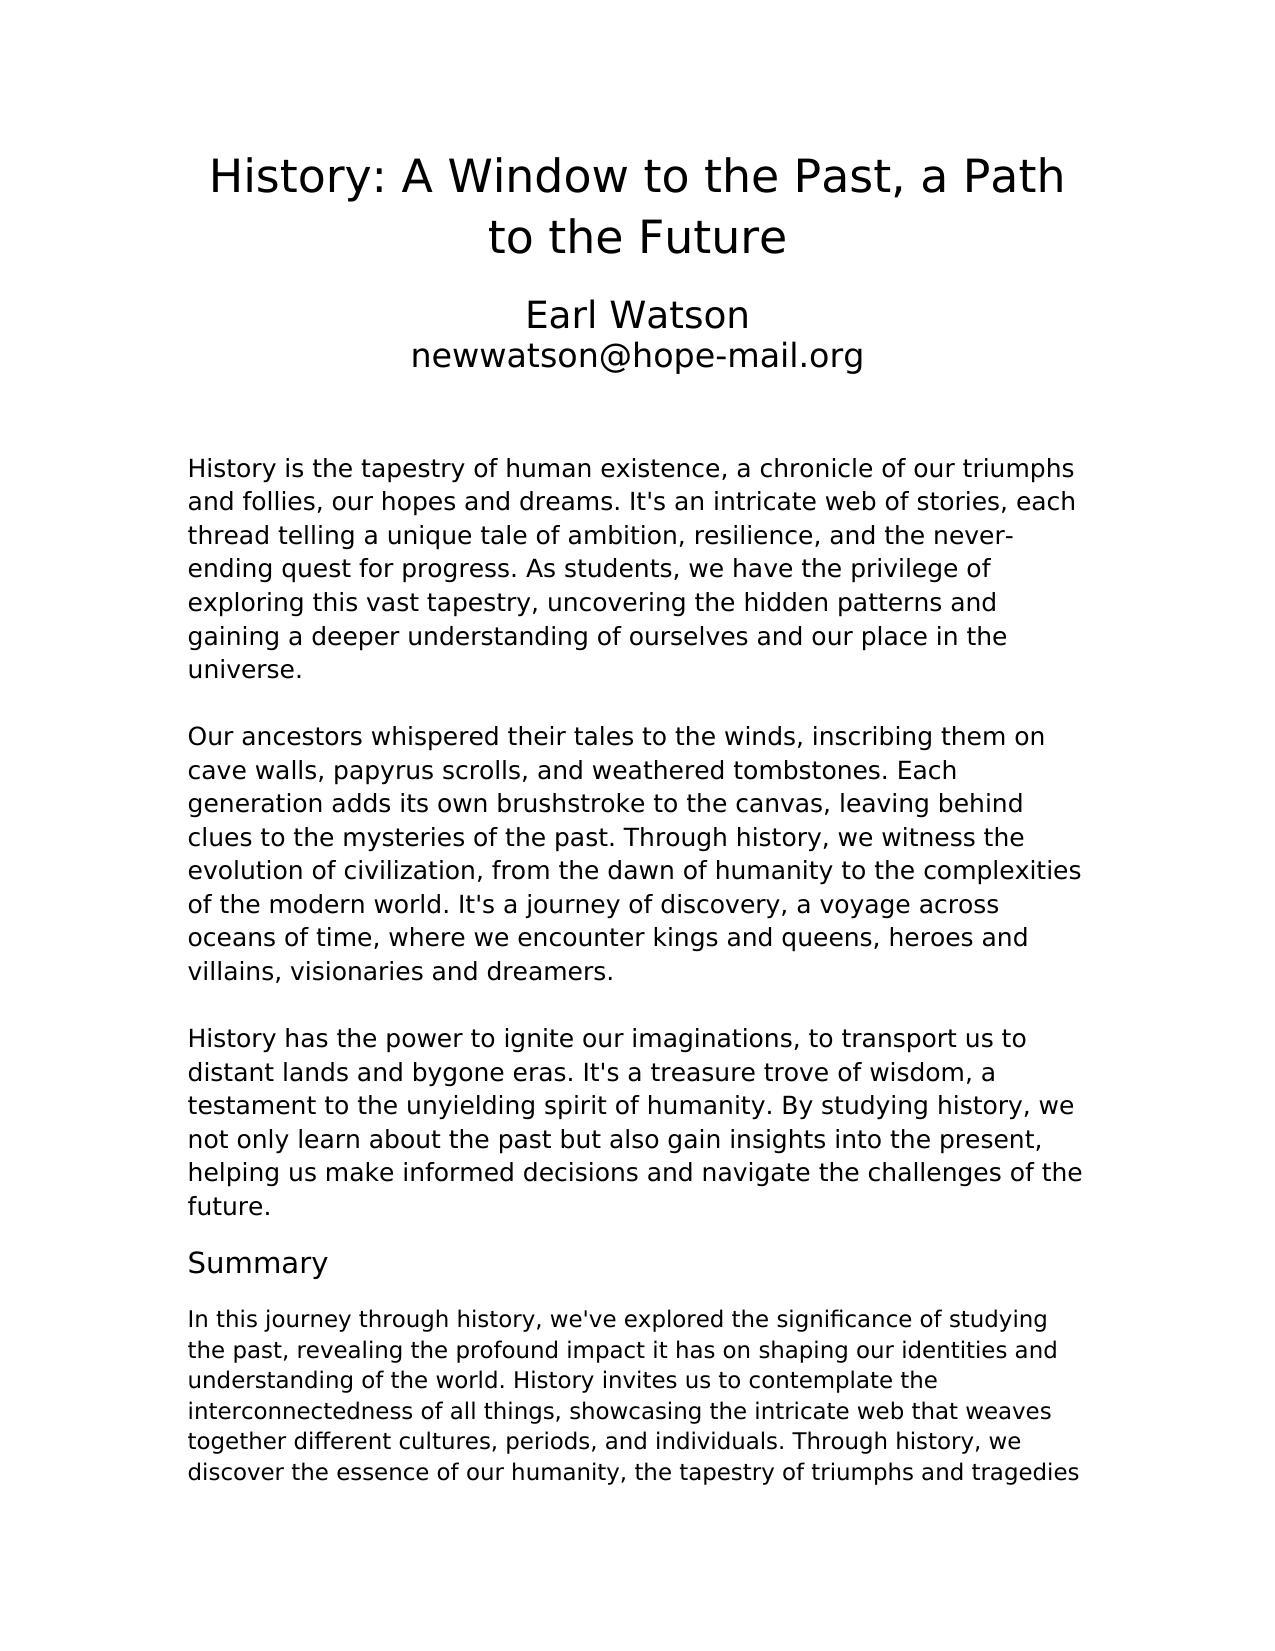 History: A Window to the Past, a Path
to the Future
Earl Watson
newwatson@hope-mail.org
History is the tapestry of human existence, a chronicle of our triumphs
and follies, our hopes and dreams. It's an intricate web of stories, each
thread telling a unique tale of ambition, resilience, and the never-
ending quest for progress. As students, we have the privilege of
exploring this vast tapestry, uncovering the hidden patterns and
gaining a deeper understanding of ourselves and our place in the
universe.
Our ancestors whispered their tales to the winds, inscribing them on
cave walls, papyrus scrolls, and weathered tombstones. Each
generation adds its own brushstroke to the canvas, leaving behind
clues to the mysteries of the past. Through history, we witness the
evolution of civilization, from the dawn of humanity to the complexities
of the modern world. It's a journey of discovery, a voyage across
oceans of time, where we encounter kings and queens, heroes and
villains, visionaries and dreamers.
History has the power to ignite our imaginations, to transport us to
distant lands and bygone eras. It's a treasure trove of wisdom, a
testament to the unyielding spirit of humanity. By studying history, we
not only learn about the past but also gain insights into the present,
helping us make informed decisions and navigate the challenges of the
future.
Summary
In this journey through history, we've explored the significance of studying
the past, revealing the profound impact it has on shaping our identities and
understanding of the world. History invites us to contemplate the
interconnectedness of all things, showcasing the intricate web that weaves
together different cultures, periods, and individuals. Through history, we
discover the essence of our humanity, the tapestry of triumphs and tragedies